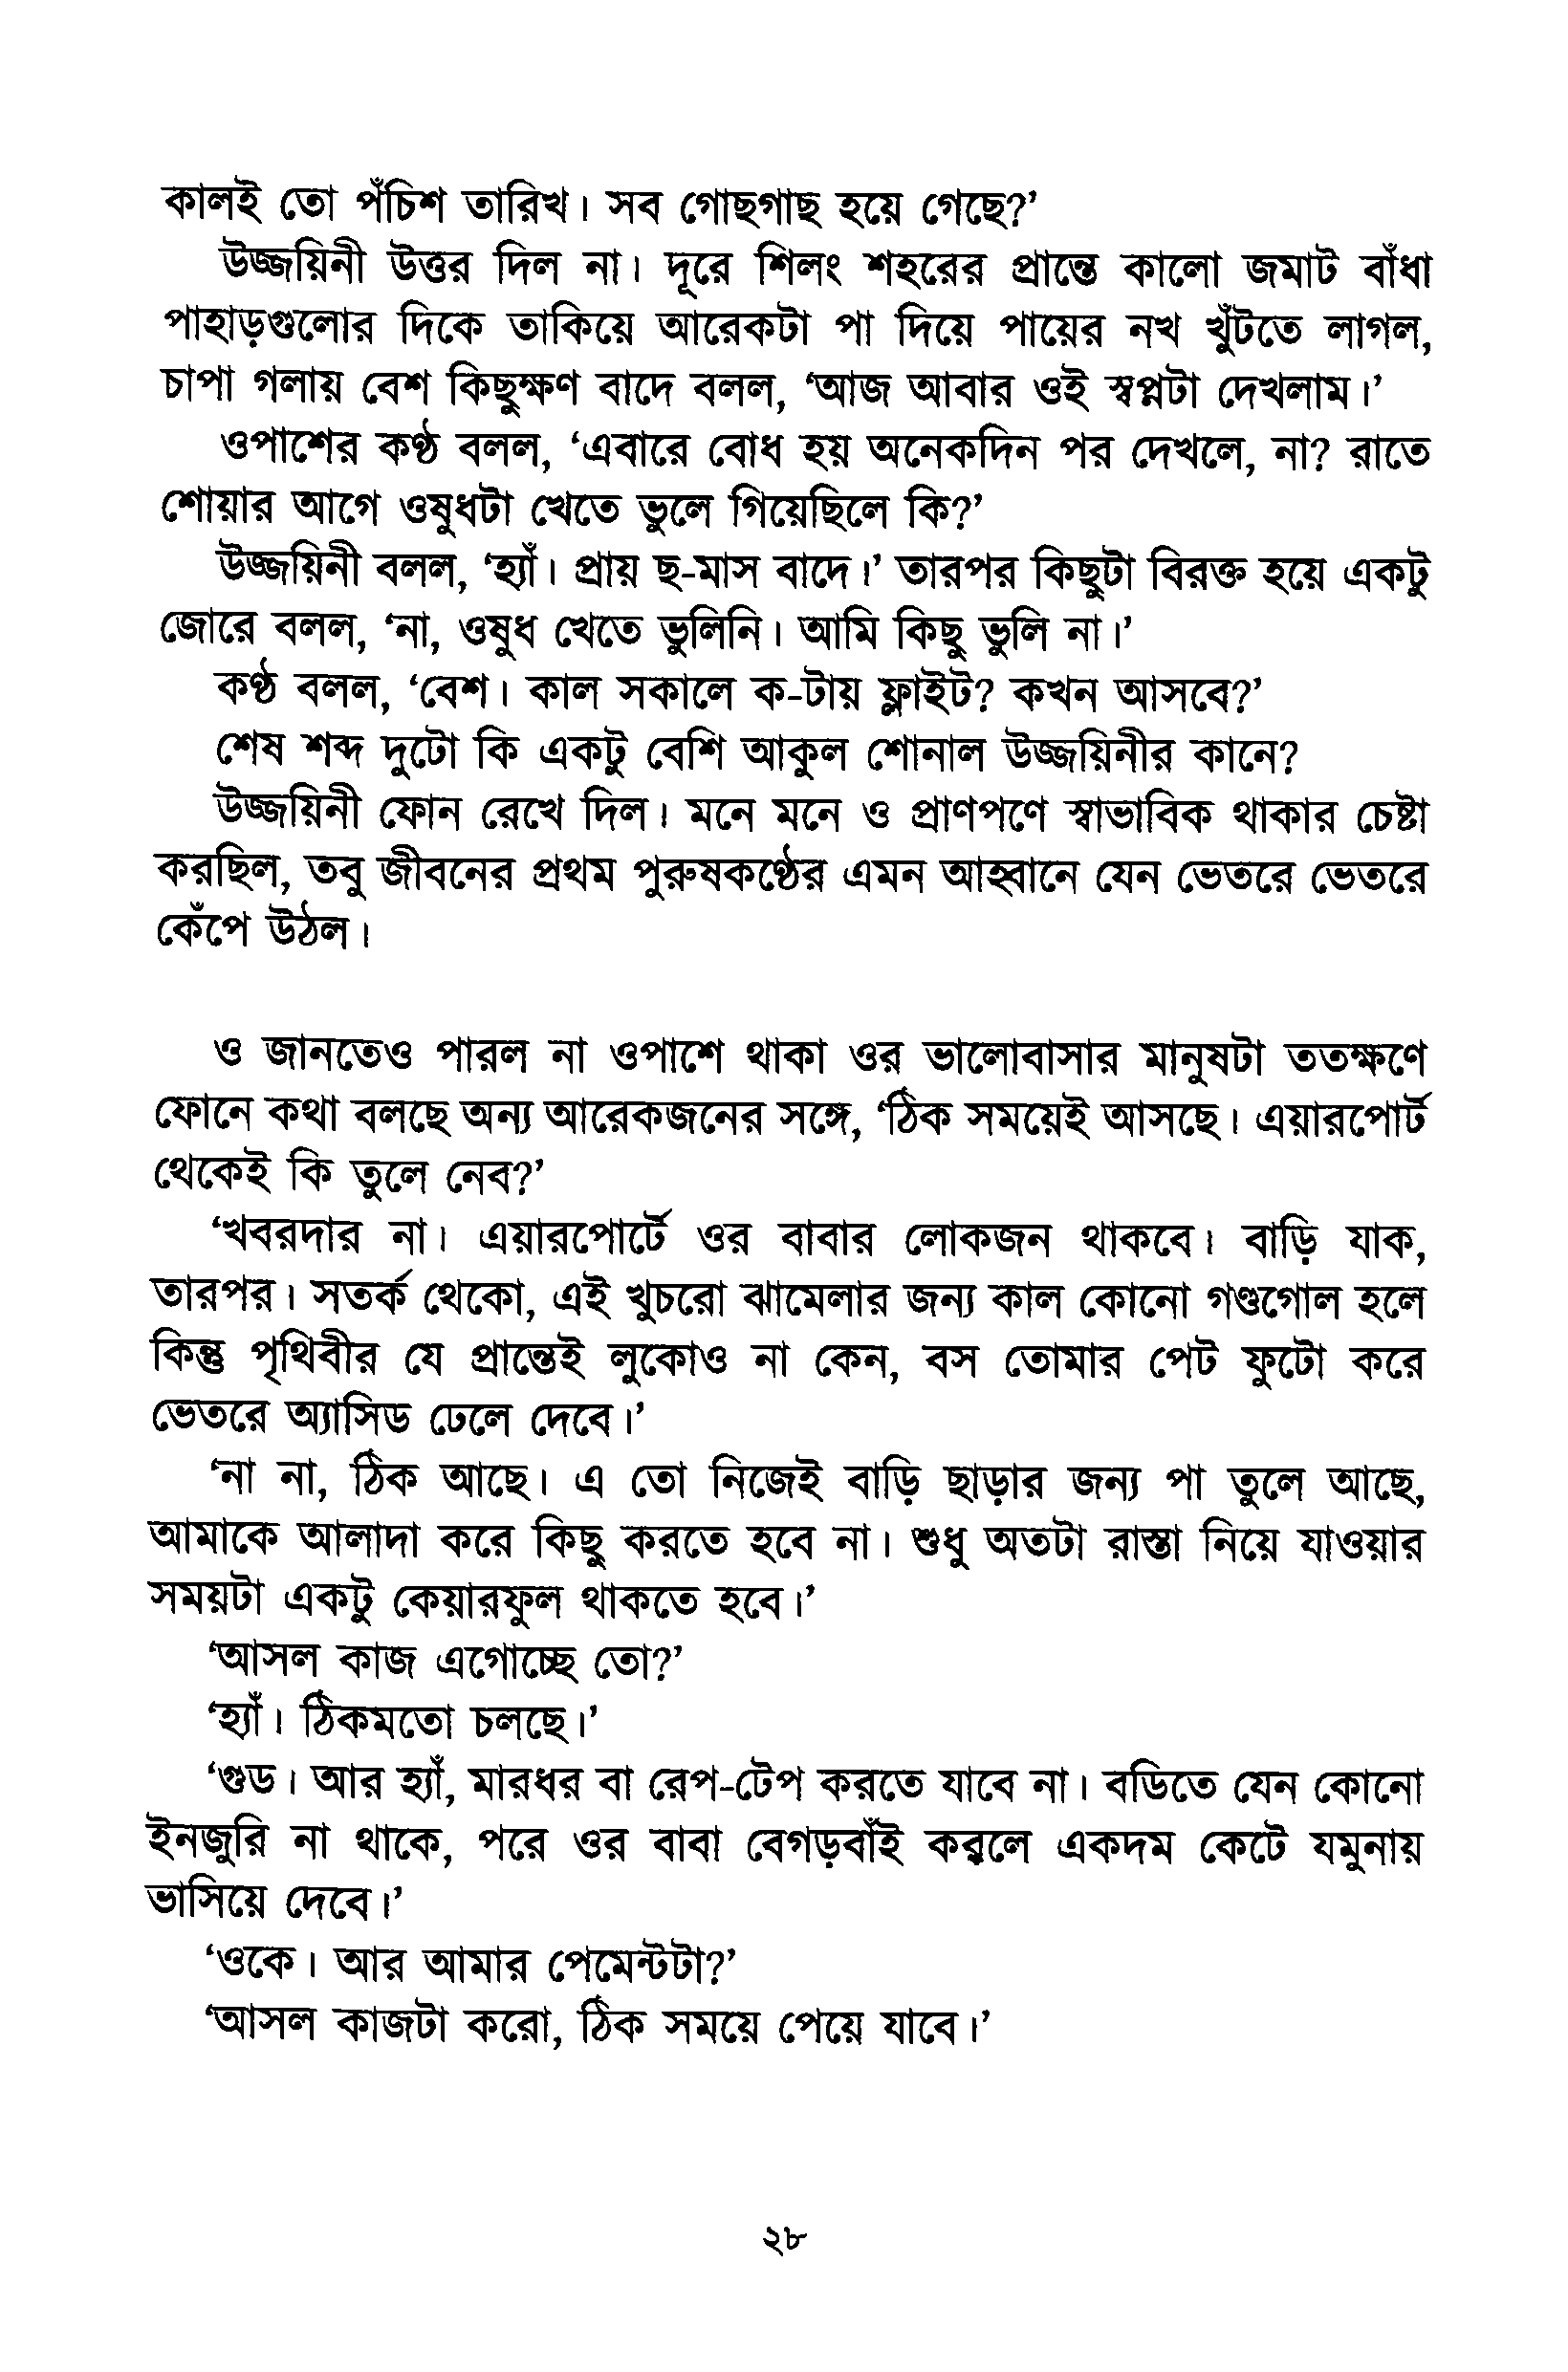 কালই তো পঁচিশ তারিখ। সব গোছগাছ হয়ে গেছে?’
উজ্জয়িনী উত্তর দিল না। দূরে শিলং শহরের প্রান্তে কালো জমাট বাঁধা
পাহাড়গুলোর দিকে তাকিয়ে আরেকটা পা দিয়ে পায়ের নখ খুঁটতে লাগল,
চাপা গলায় বেশ কিছুক্ষণ বাদে বলল, ‘আজ আবার ওই স্বপ্নটা দেখলাম।’
ওপাশের কণ্ঠ বলল, ‘এবারে বোধ হয় অনেকদিন পর দেখলে, না? রাতে
শোয়ার আগে ওষুধটা খেতে ভুলে গিয়েছিলে কি?’
উজ্জয়িনী বলল, ‘হ্যাঁ। প্রায় ছ-মাস বাদে।’ তারপর কিছুটা বিরক্ত হয়ে একটু
জোরে বলল, ‘না, ওষুধ খেতে ভুলিনি। আমি কিছু ভুলি না।’
কণ্ঠ বলল, ‘বেশ। কাল সকালে ক-টায় ফ্লাইট? কখন আসবে?’
শেষ শব্দ দুটো কি একটু বেশি আকুল শোনাল উজ্জয়িনীর কানে?
উজ্জয়িনী ফোন রেখে দিল। মনে মনে ও প্রাণপণে স্বাভাবিক থাকার চেষ্টা
করছিল, তবু জীবনের প্রথম পুরুষকণ্ঠের এমন আহ্বানে যেন ভেতরে ভেতরে
কেঁপে উঠল।
ও জানতেও পারল না ওপাশে থাকা ওর ভালোবাসার মানুষটা ততক্ষণে
ফোনে কথা বলছে অন্য আরেকজনের সঙ্গে, ‘ঠিক সময়েই আসছে। এয়ারপোর্ট
থেকেই কি তুলে নেব?’
‘খবরদার না। এয়ারপোর্টে ওর বাবার লোকজন থাকবে। বাড়ি যাক,
তারপর। সতর্ক থেকো, এই খুচরো ঝামেলার জন্য কাল কোনো গণ্ডগোল হলে
কিন্তু পৃথিবীর যে প্রান্তেই লুকোও না কেন, বস তোমার পেট ফুটো করে
ভেতরে অ্যাসিড ঢেলে দেবে।’
‘না না, ঠিক আছে। এ তো নিজেই বাড়ি ছাড়ার জন্য পা তুলে আছে,
আমাকে আলাদা করে কিছু করতে হবে না। শুধু অতটা রাস্তা নিয়ে যাওয়ার
সময়টা একটু কেয়ারফুল থাকতে হবে।’
‘আসল কাজ এগোচ্ছে তো?’
‘হ্যাঁ। ঠিকমতো চলছে।’
‘গুড। আর হ্যাঁ, মারধর বা রেপ-টেপ করতে যাবে না। বডিতে যেন কোনো
ইনজুরি না থাকে, পরে ওর বাবা বেগড়বাঁই করলে একদম কেটে যমুনায়
ভাসিয়ে দেবে।’
‘ওকে। আর আমার পেমেন্টটা?’
‘আসল কাজটা করো, ঠিক সময়ে পেয়ে যাবে।’
২৮